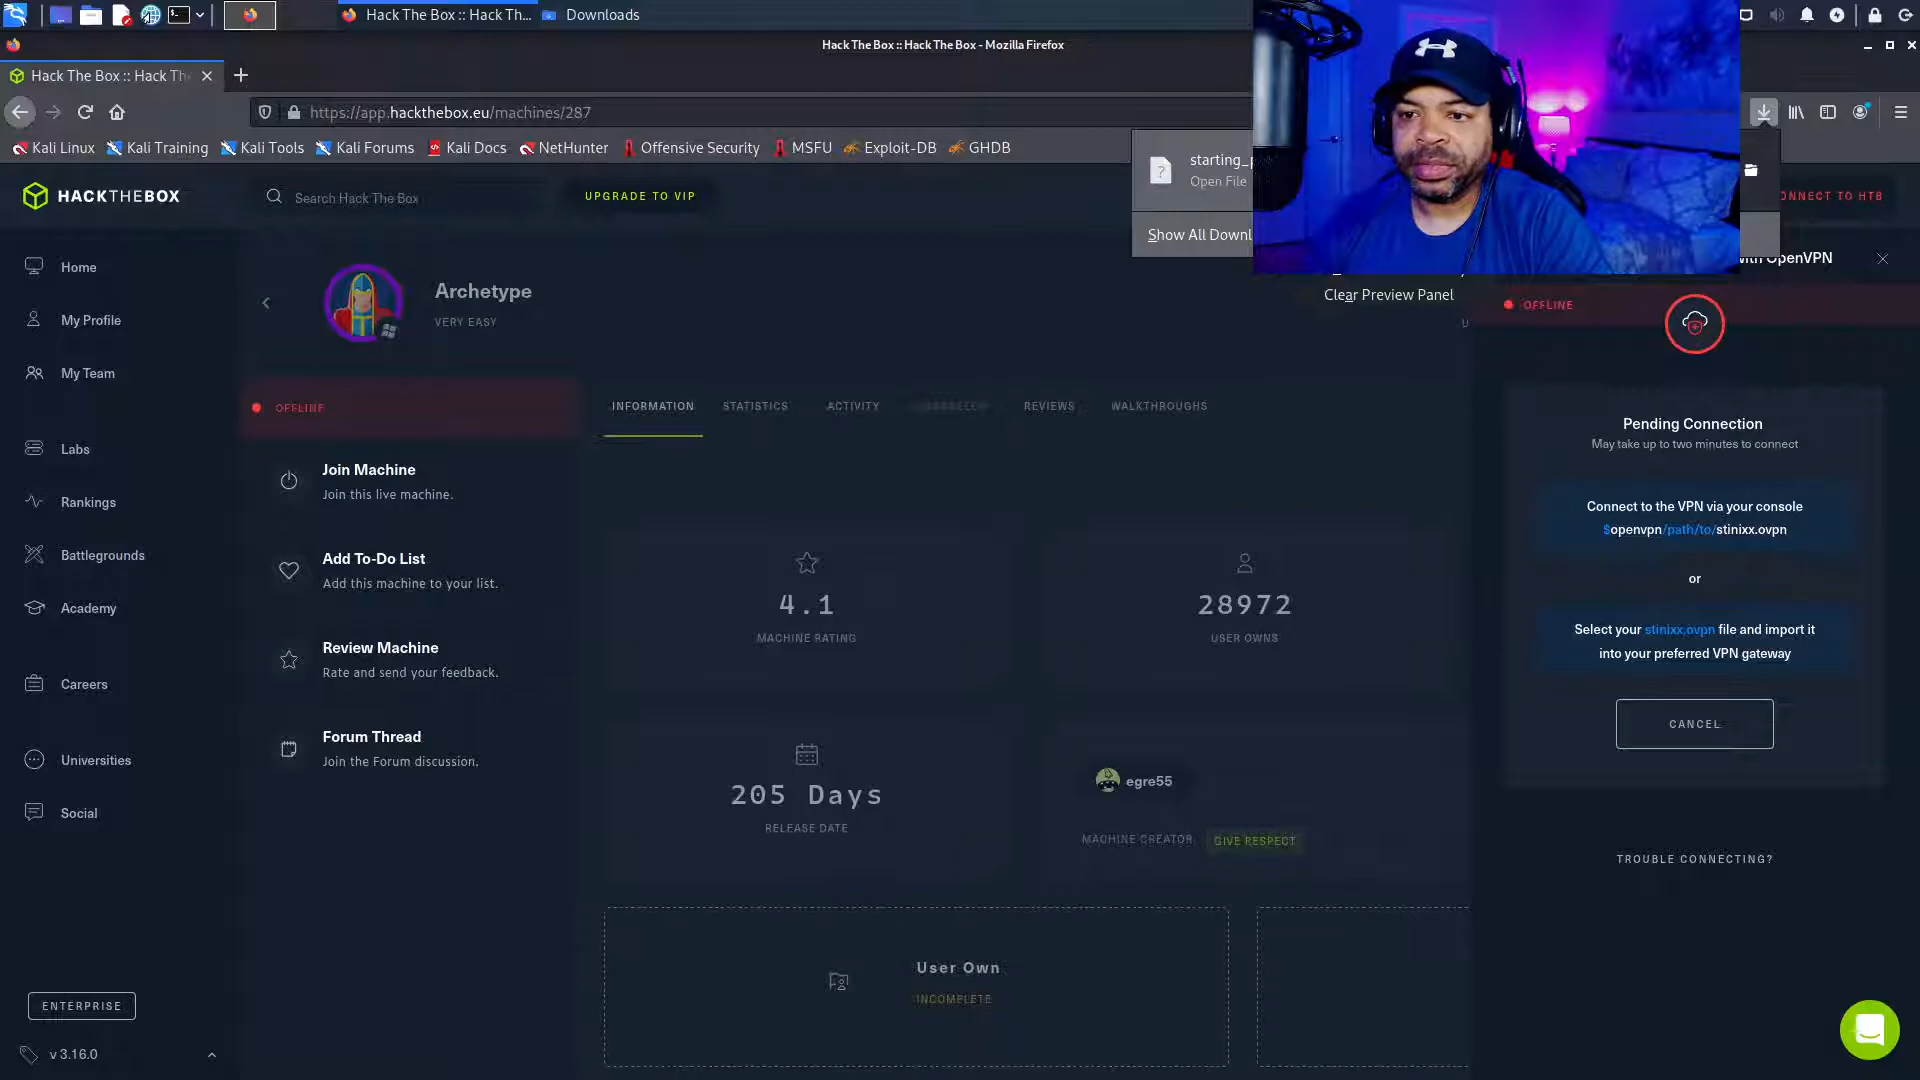 Hack The Box :: Hack Th...
Downloads
Hack The Box :: Hack The Box - Mozilla Firefox
Hack The Box :: Hack Th
https://app.hackthebox.eu/machines/287
Kali Linux
Kali Training
Kali Tools
Kali Forums
Kali Docs
NetHunter
Offensive Security
MSFU
Exploit-DB
GHDB
starting_
Open File
Show All Downl
HACKTHEBOX
Search Hack The Box
UPGRADE TO VIP
ONNECT TO HTB
with OpenVPN
Clear Preview Panel
Home
My Profile
My Team
Labs
Rankings
Battlegrounds
Academy
Careers
Universities
Social
ENTERPRISE
v 3.16.0
Archetype
VERY EASY
OFFLINE
Join Machine
Join this live machine.
Add To-Do List
Add this machine to your list.
Review Machine
Rate and send your feedback.
Forum Thread
Join the Forum discussion.
INFORMATION
STATISTICS
ACTIVITY
REVIEWS
WALKTHROUGHS
4.1
MACHINE RATING
28972
USER OWNS
205 Days
RELEASE DATE
egre55
MACHINE CREATOR
GIVE RESPECT
User Own
INCOMPLETE
OFFLINE
Pending Connection
May take up to two minutes to connect
Connect to the VPN via your console
$openvpn/path/to/stinixx.ovpn
or
Select your stinixx.ovpn file and import it
into your preferred VPN gateway
CANCEL
TROUBLE CONNECTING?